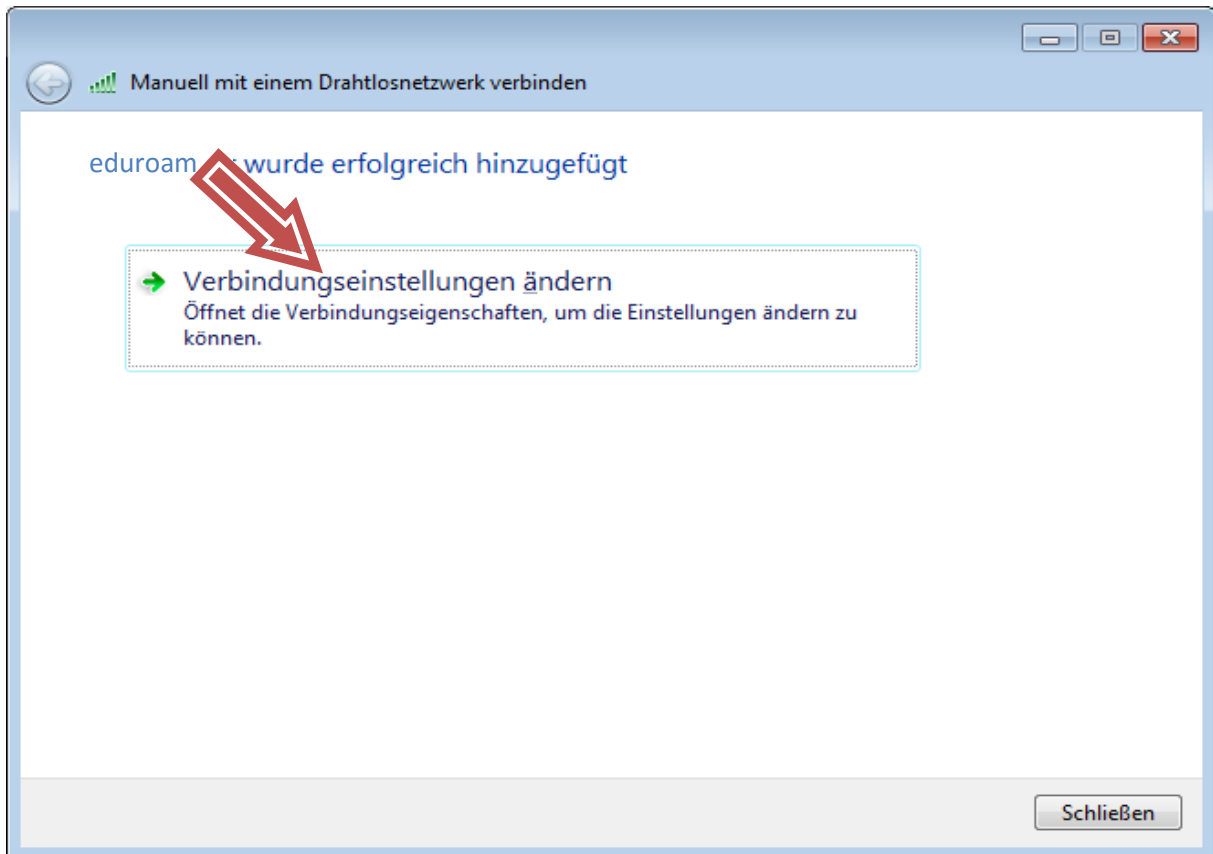 Manuell mit einem Drahtlosnetzwerk verbinden
eduroam wurde erfolgreich hinzugefügt
Verbindungseinstellungen ändern
Öffnet die Verbindungseigenschaften, um die Einstellungen ändern zu
können.
Schließen